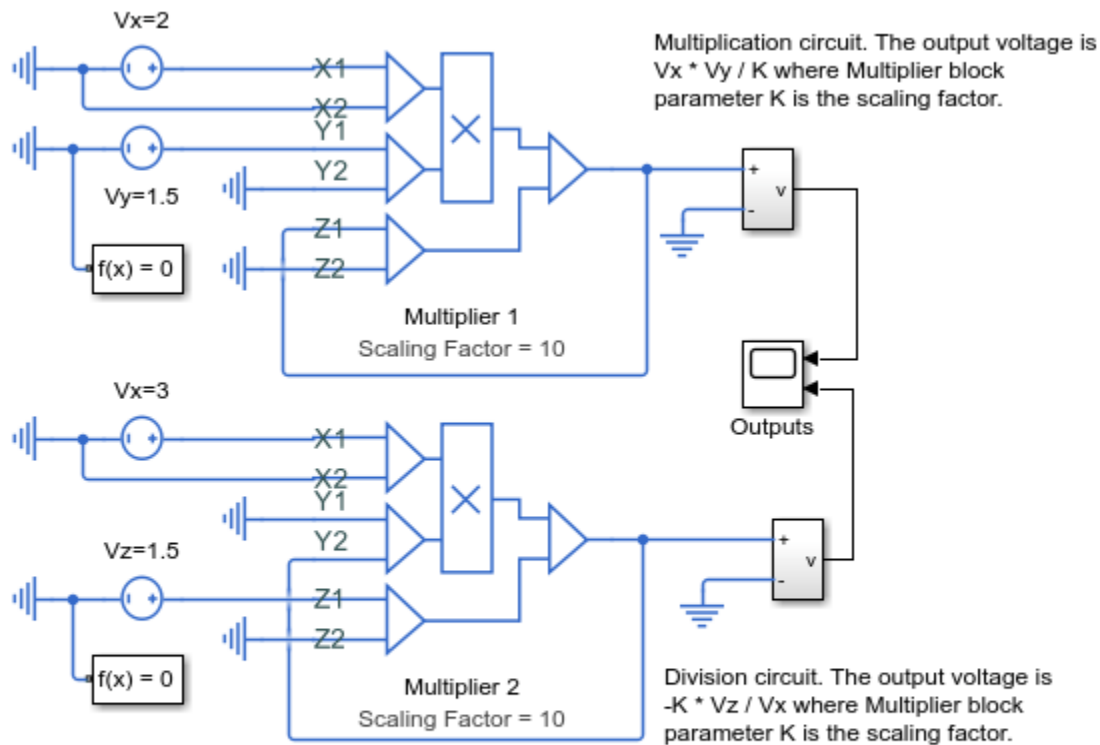 Vx=2
Multiplication circuit. The output voltage is
Vx * Vy / K where Multiplier block
parameter K is the scaling factor.
X1
X2
Y1
Y2
Vy=1.5
+
v
-
f(x) = 0
Z1
Z2
Multiplier 1
Scaling Factor = 10
Outputs
Vx=3
X1
X2
Y1
Y2
Vz=1.5
+
v
-
Z1
Z2
f(x) = 0
Multiplier 2
Scaling Factor = 10
Division circuit. The output voltage is
-K * Vz / Vx where Multiplier block
parameter K is the scaling factor.